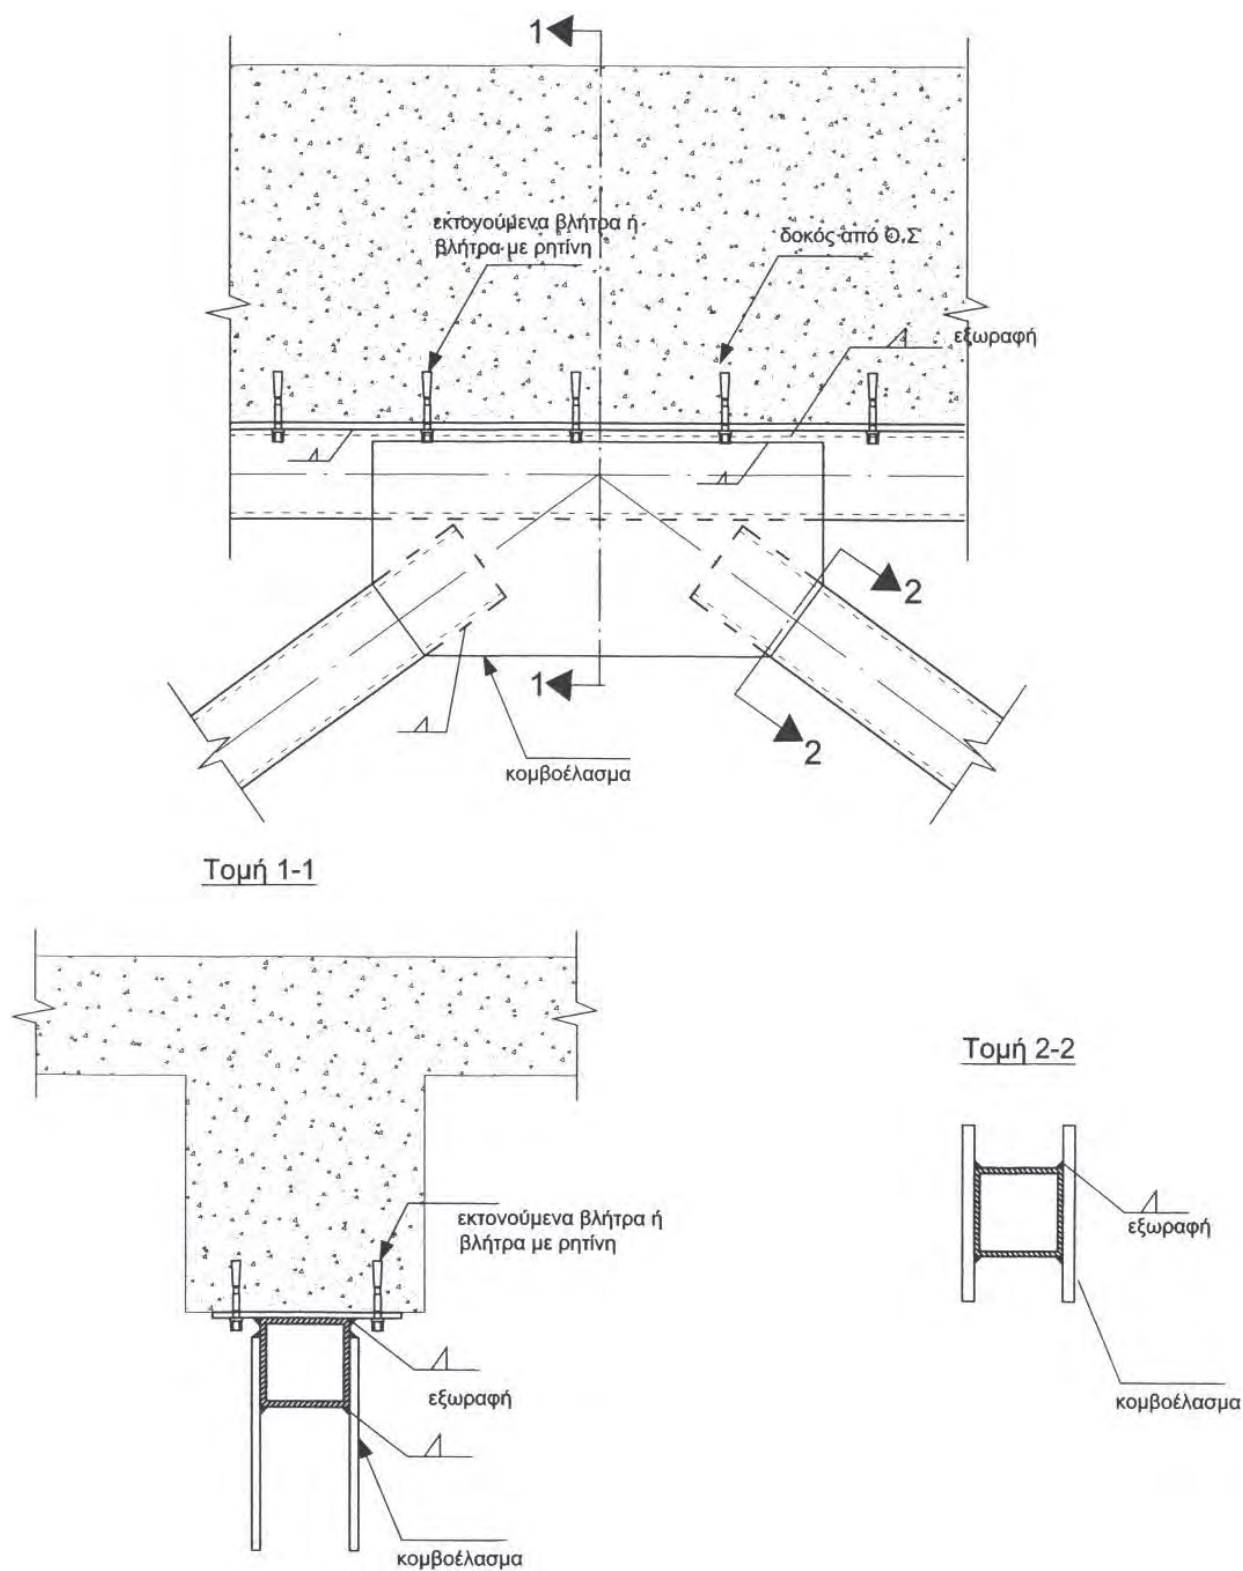 1
εκτονούμενα βλήτρα ή
βλήτρα με ρητίνη
δοκός από Ο.Σ
εξωραφή
2
1
2
κομβοέλασμα
Τομή 1-1
Τομή 2-2
εκτονούμενα βλήτρα ή
βλήτρα με ρητίνη
εξωραφή
εξωραφή
κομβοέλασμα
κομβοέλασμα